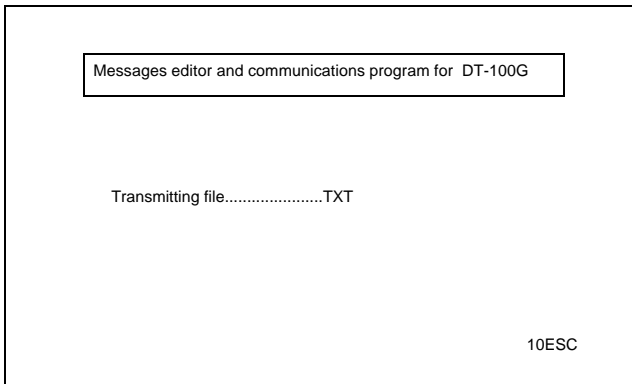 Messages editor and communications program for DT-100G
Transmitting file......................TXT
10ESC